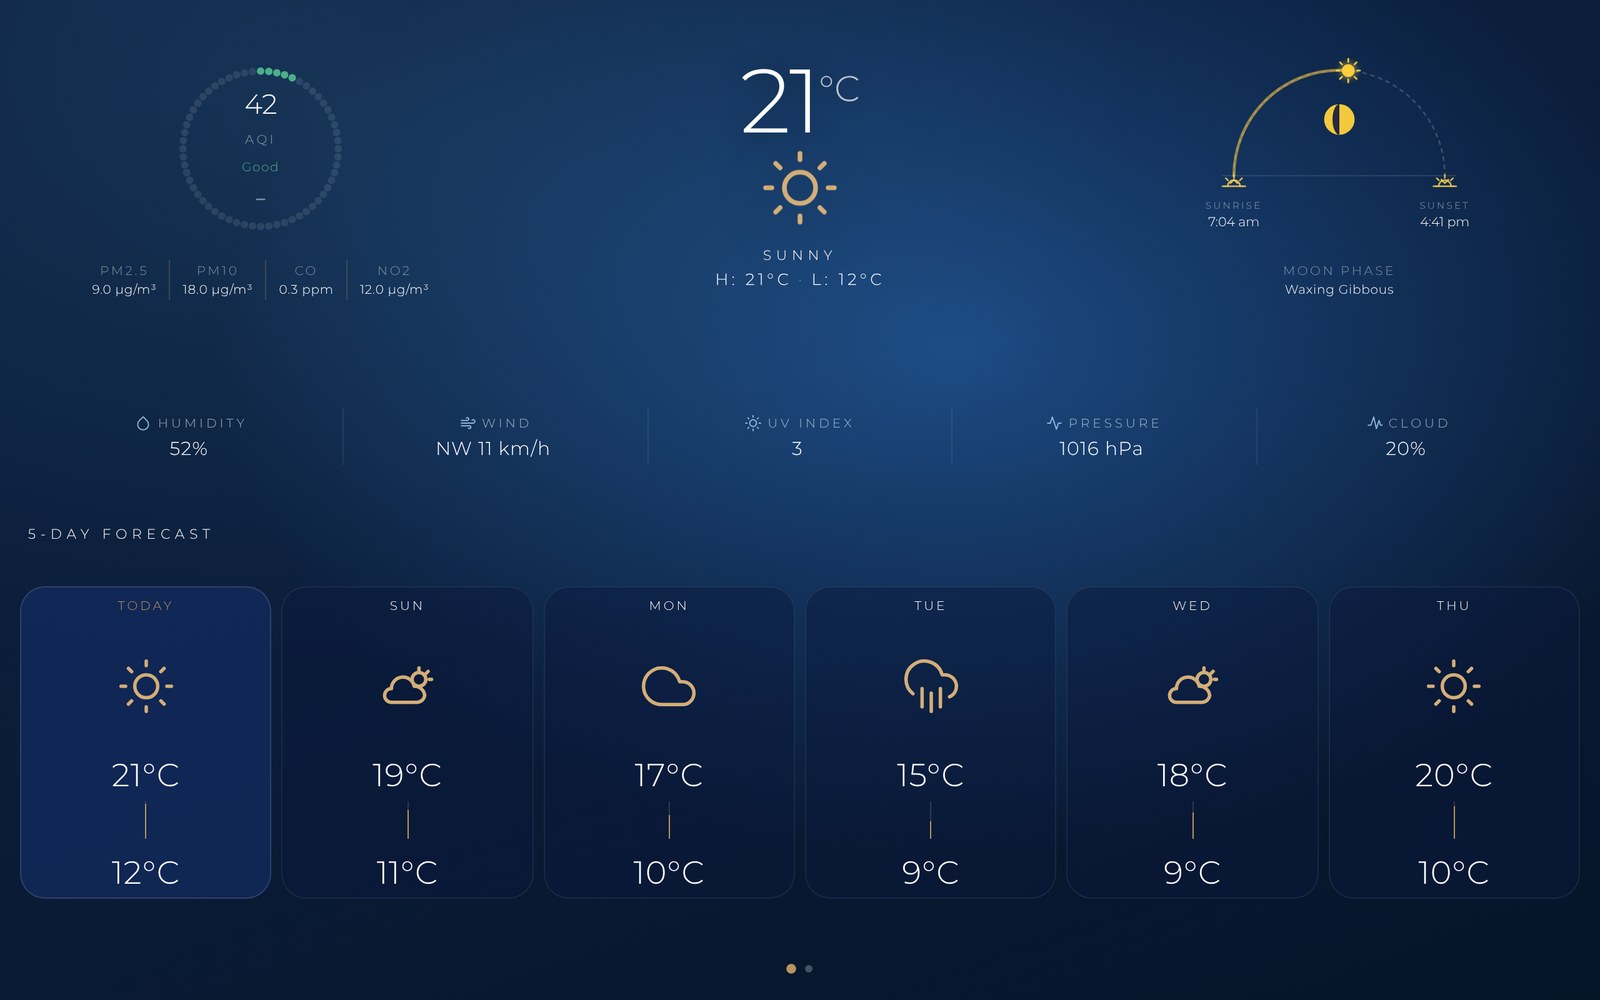 42
AQI
Good
–
PM2.5
9.0 µg/m³
PM10
18.0 µg/m³
CO
0.3 ppm
NO2
12.0 µg/m³
21°C
SUNNY
H: 21°C · L: 12°C
SUNRISE
7:04 am
SUNSET
4:41 pm
MOON PHASE
Waxing Gibbous
HUMIDITY
52%
WIND
NW 11 km/h
UV INDEX
3
PRESSURE
1016 hPa
CLOUD
20%
5-DAY FORECAST
TODAY
21°C
12°C
SUN
19°C
11°C
MON
17°C
10°C
TUE
15°C
9°C
WED
18°C
9°C
THU
20°C
10°C